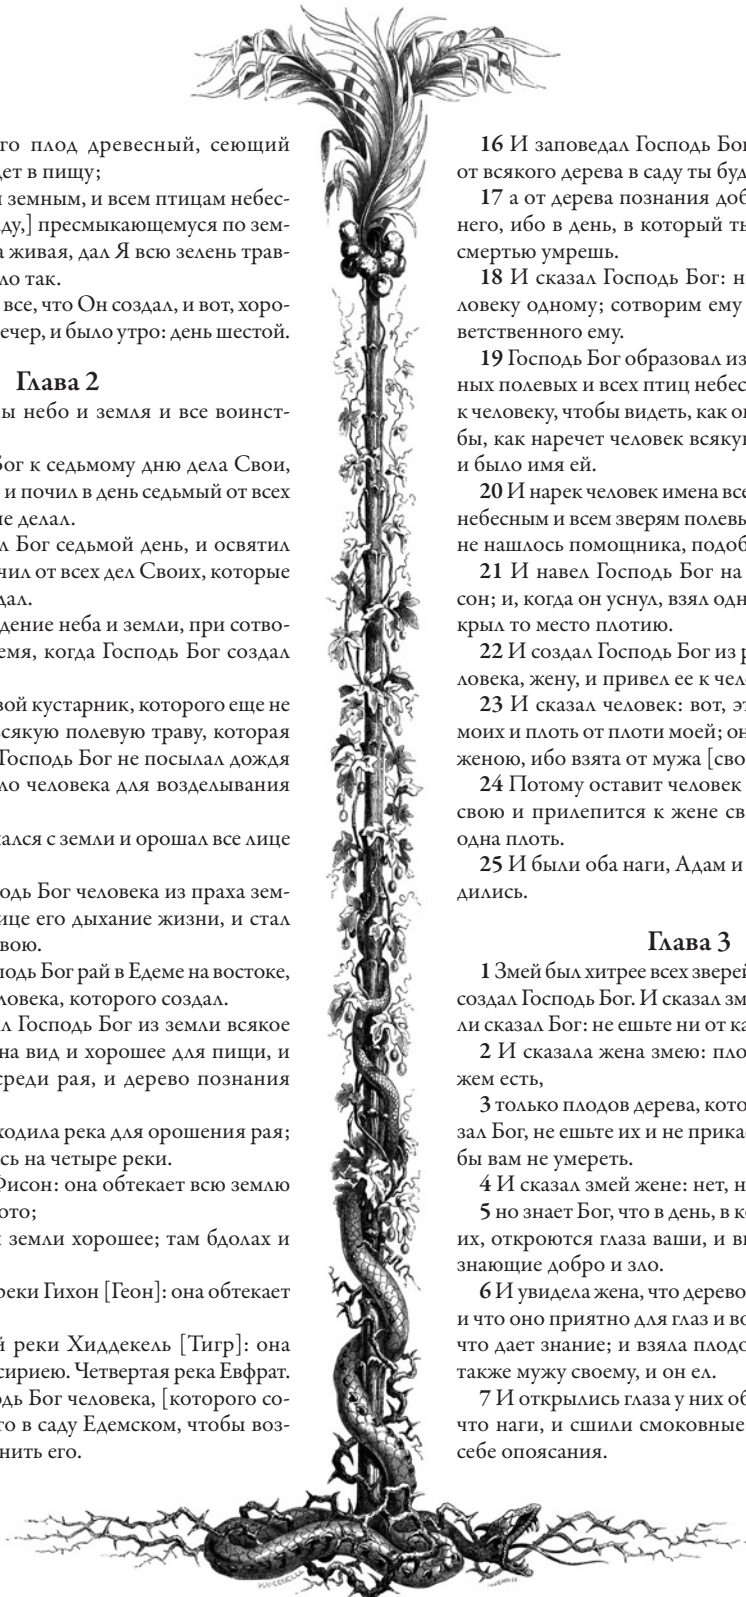 го плод древесный, сеющий
дет в пищу;
земным, и всем птицам небес-
ду,] пресмыкающемуся по зем-
а живая, дал Я всю зелень трав-
ло так.
все, что Он создал, и вот, хоро-
ечер, и было утро: день шестой.
Глава 2
ы небо и земля и все воинст-
Бог к седьмому дню дела Свои,
и почил в день седьмый от всех
е делал.
л Бог седьмой день, и освятил
чил от всех дел Своих, которые
дал.
дение неба и земли, при сотво-
емя, когда Господь Бог создал
вой кустарник, которого еще не
всякую полевую траву, которая
Господь Бог не посылал дождя
ло человека для возделывания
ался с земли и орошал все лице
одь Бог человека из праха зем-
ице его дыхание жизни, и стал
вою.
подь Бог рай в Едеме на востоке,
ловека, которого создал.
л Господь Бог из земли всякое
на вид и хорошее для пищи, и
среди рая, и дерево познания
ходила река для орошения рая;
сь на четыре реки.
Фисон: она обтекает всю землю
ото;
земли хорошее; там бдолах и
реки Гихон [Геон]: она обтекает
й реки Хиддекель [Тигр]: она
сириею. Четвертая река Евфрат.
дь Бог человека, [которого со-
го в саду Едемском, чтобы воз-
нить его.
16 И заповедал Господь Бог
от всякого дерева в саду ты буд
17 а от дерева познания доб
него, ибо в день, в который ты
смертью умрешь.
18 И сказал Господь Бог: н
ловеку одному; сотворим ему
ветственного ему.
19 Господь Бог образовал из
ных полевых и всех птиц небес
к человеку, чтобы видеть, как он
бы, как наречет человек всякую
и было имя ей.
20 И нарек человек имена все
небесным и всем зверям полевы
не нашлось помощника, подоб
21 И навел Господь Бог на
сон; и, когда он уснул, взял одн
крыл то место плотию.
22 И создал Господь Бог из р
ловека, жену, и привел ее к чел
23 И сказал человек: вот, эт
моих и плоть от плоти моей; он
женою, ибо взята от мужа [сво
24 Потому оставит человек
свою и прилепится к жене св
одна плоть.
25 И были оба наги, Адам и
дились.
Глава 3
1 Змей был хитрее всех зверей
создал Господь Бог. И сказал зм
ли сказал Бог: не ешьте ни от ка
2 И сказала жена змею: пло
жем есть,
3 только плодов дерева, кото
зал Бог, не ешьте их и не прикас
бы вам не умереть.
4 И сказал змей жене: нет, н
5 но знает Бог, что в день, в к
их, откроются глаза ваши, и в
знающие добро и зло.
6 И увидела жена, что дерево
и что оно приятно для глаз и во
что дает знание; и взяла плодо
также мужу своему, и он ел.
7 И открылись глаза у них об
что наги, и сшили смоковные
себе опоясания.